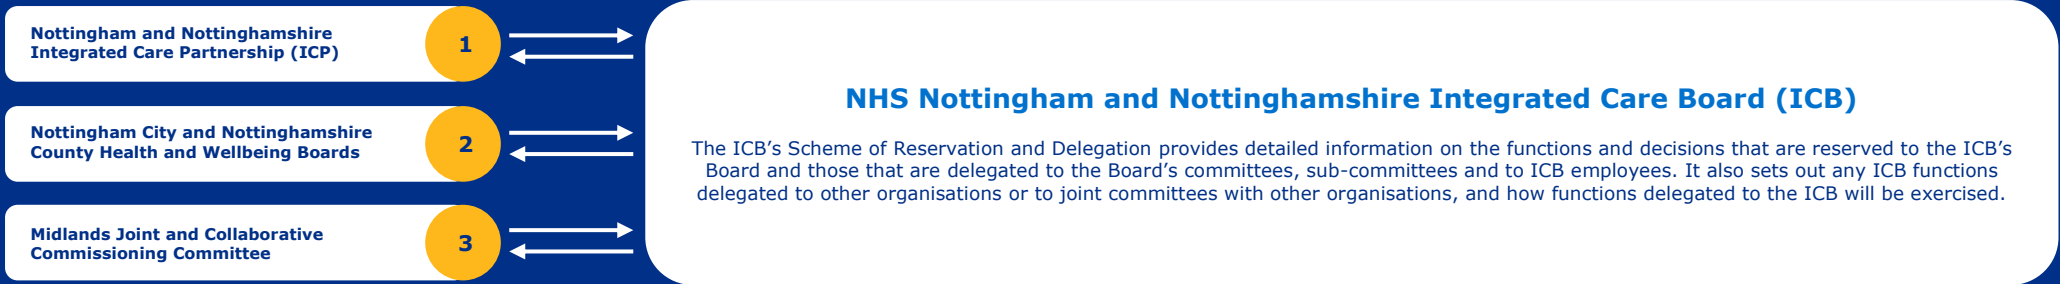 Nottingham and Nottinghamshire
Integrated Care Partnership (ICP)
1
Nottingham City and Nottinghamshire
County Health and Wellbeing Boards
2
Midlands Joint and Collaborative
Commissioning Committee
3
NHS Nottingham and Nottinghamshire Integrated Care Board (ICB)
The ICB’s Scheme of Reservation and Delegation provides detailed information on the functions and decisions that are reserved to the ICB’s
Board and those that are delegated to the Board’s committees, sub-committees and to ICB employees. It also sets out any ICB functions
delegated to other organisations or to joint committees with other organisations, and how functions delegated to the ICB will be exercised.